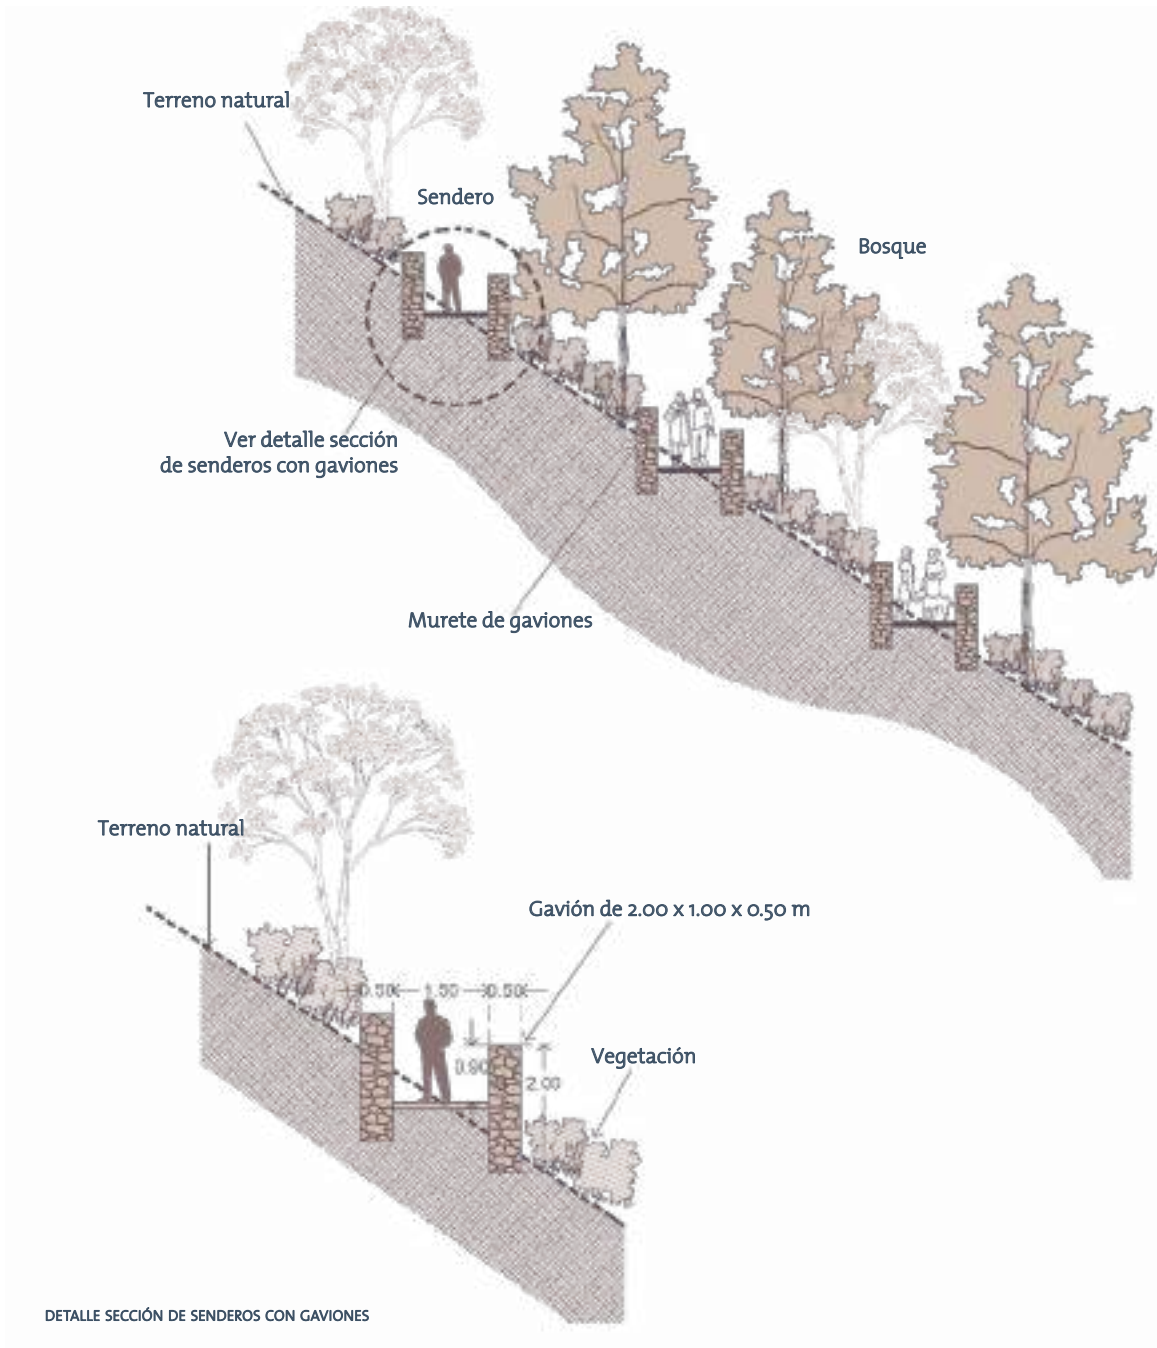 Terreno natural
Sendero
Bosque
Ver detalle sección
de senderos con gaviones
Murete de gaviones
Terreno natural
Gavión de 2.00 x 1.00 x 0.50 m
0.50 1.50 0.50
Vegetación
0.90
2.00
DETALLE SECCIÓN DE SENDEROS CON GAVIONES